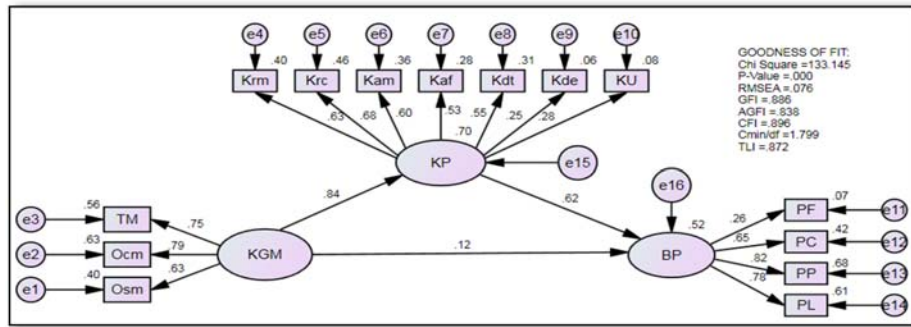 e4 e5 e6 e7 e8 e9 e10
.40 .46 .36 .28 .31 .06 .08
Krm Krc Kam Kaf Kdt Kde KU
GOODNESS OF FIT:
Chi Square =133.145
P-Value =.000
RMSEA =.076
GFI =.886
AGFI =.838
CFI =.896
Cmin/df =1.799
TLI =.872
.63 .68 .60 .53 .55 .25 .28
.70
KP
e15
e16
.84
.62
e3 .56 TM .75
e2 .63 Ocm .79
e1 .40 Osm .63
KGM
.12
.52
BP
.26 PF .07 e11
.65 PC .42 e12
.82 PP .68 e13
.78 PL .61 e14